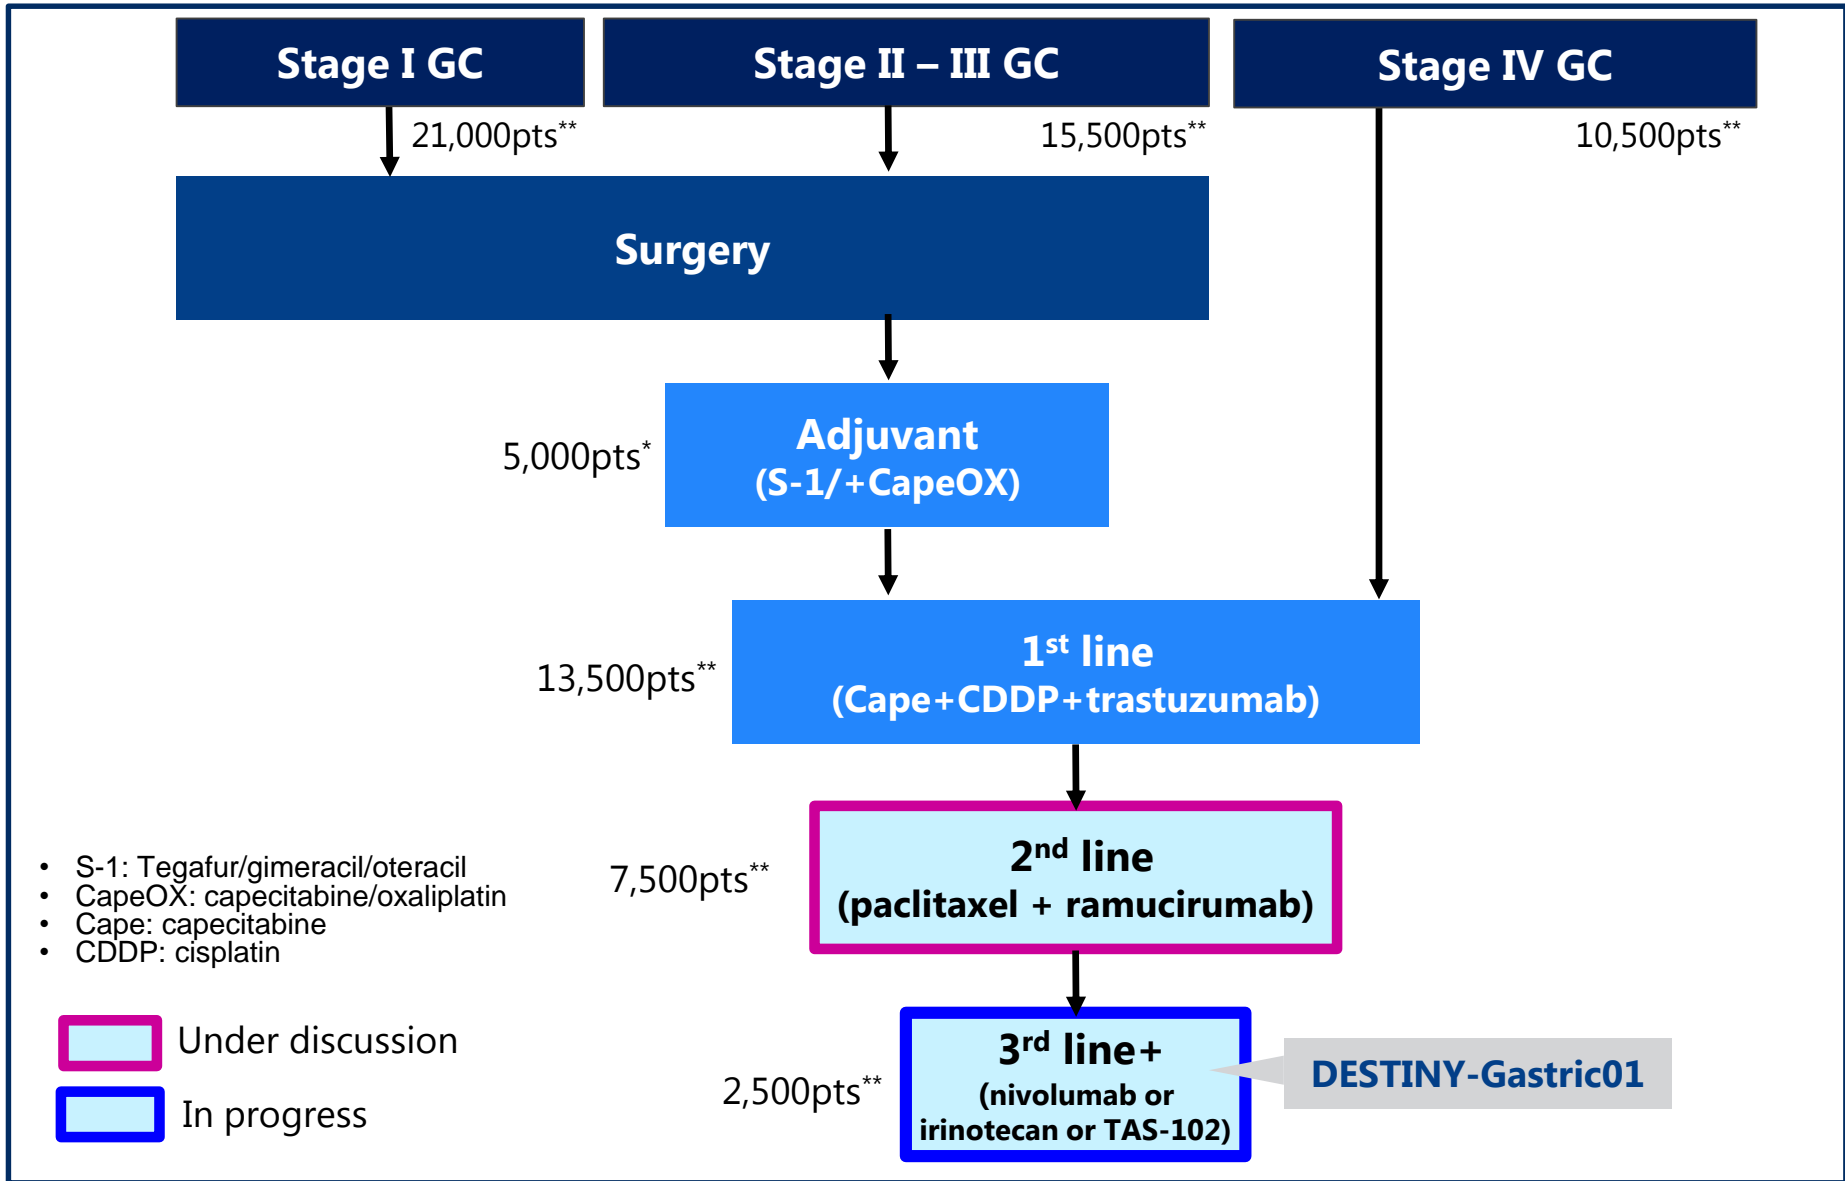 Stage I GC
Stage II – III GC
Stage IV GC
21,000pts**
15,500pts**
10,500pts**
Surgery
Adjuvant
(S-1/+CapeOX)
5,000pts*
1st line
(Cape+CDDP+trastuzumab)
13,500pts**
2nd line
(paclitaxel + ramucirumab)
7,500pts**
• S-1: Tegafur/gimeracil/oteracil
• CapeOX: capecitabine/oxaliplatin
• Cape: capecitabine
• CDDP: cisplatin
Under discussion
In progress
3rd line+
(nivolumab or
irinotecan or TAS-102)
2,500pts**
DESTINY-Gastric01